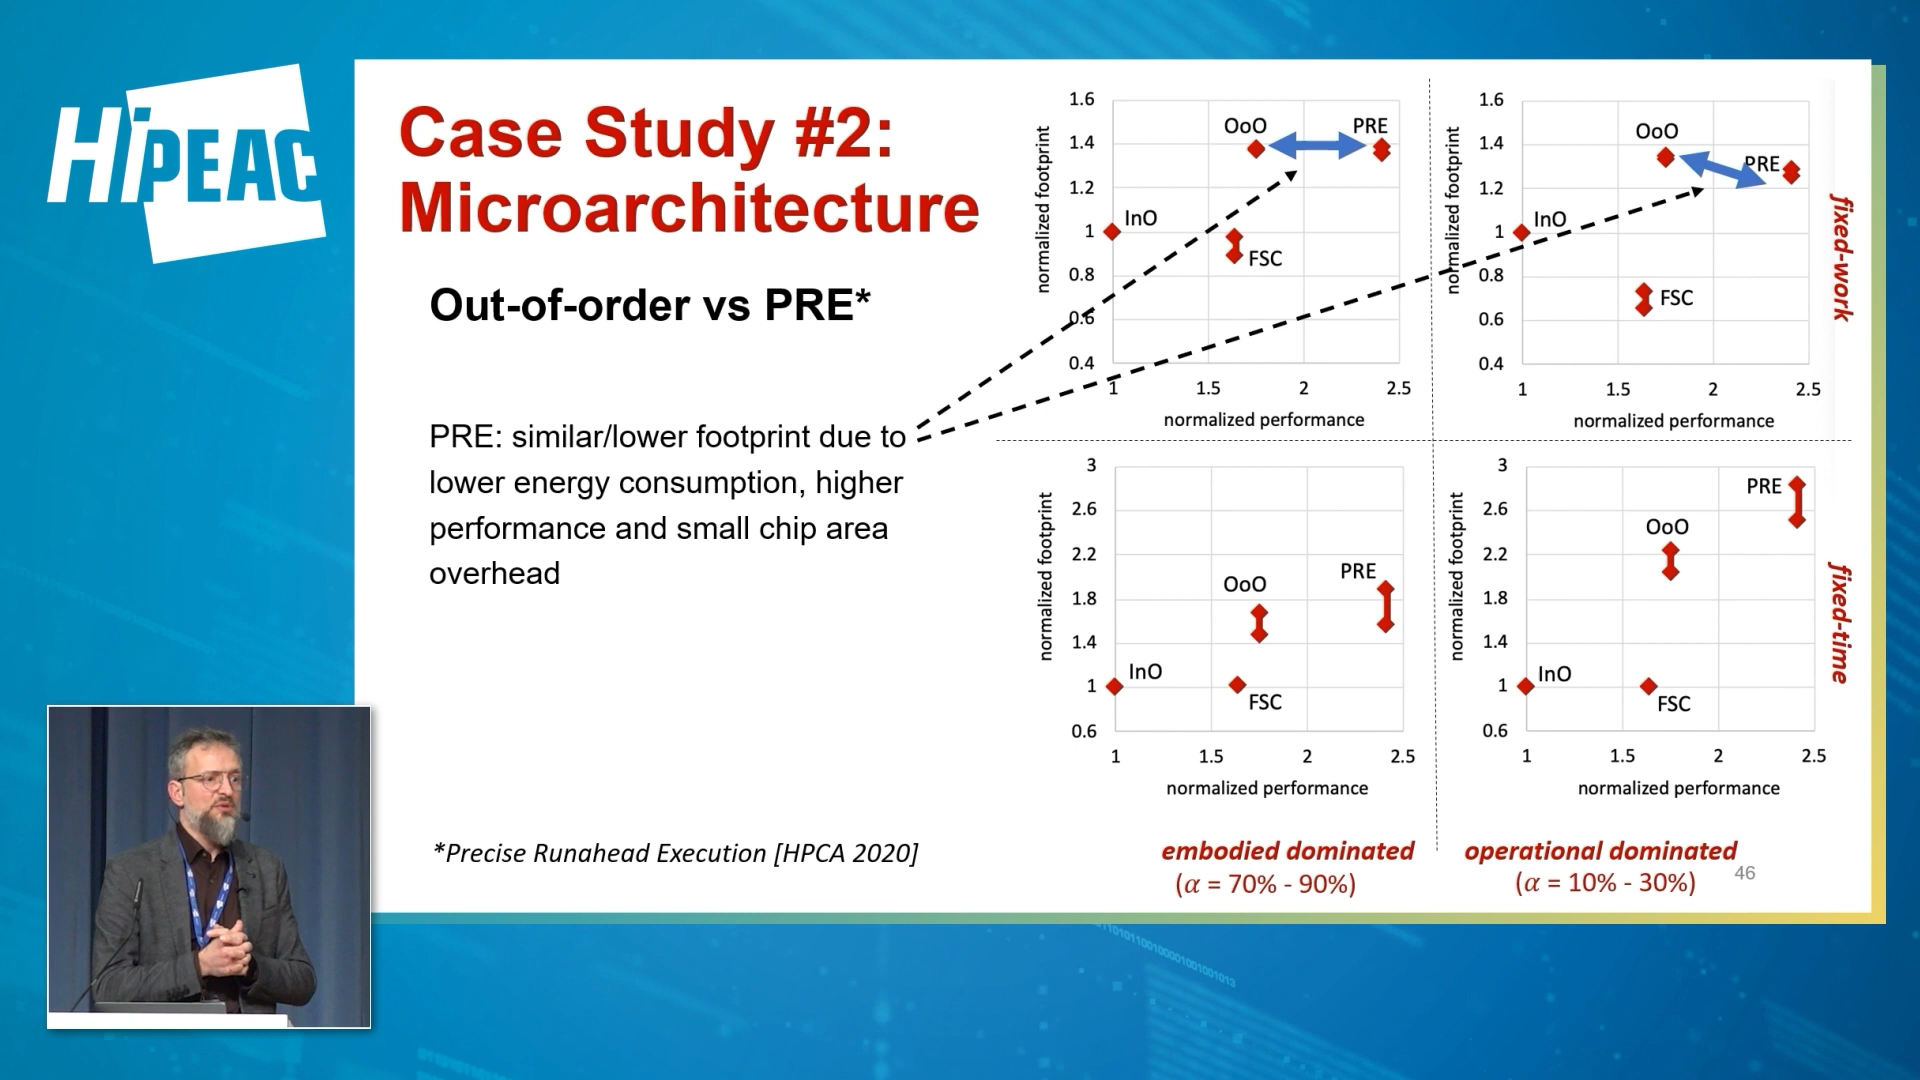 HiPEAC
Case Study #2:
Microarchitecture
Out-of-order vs PRE*
PRE: similar/lower footprint due to
lower energy consumption, higher
performance and small chip area
overhead
*Precise Runahead Execution [HPCA 2020]
normalized footprint
1.6
1.4
1.2
1
0.8
0.6
0.4
OoO
PRE
InO
FSC
1 1.5 2 2.5
normalized performance
normalized footprint
1.6
1.4
1.2
1
0.8
0.6
0.4
OoO
PRE
InO
FSC
1 1.5 2 2.5
normalized performance
fixed-work
normalized footprint
3
2.6
2.2
1.8
1.4
1
0.6
PRE
OoO
InO
FSC
1 1.5 2 2.5
normalized performance
normalized footprint
3
2.6
2.2
1.8
1.4
1
0.6
PRE
OoO
InO
FSC
1 1.5 2 2.5
normalized performance
fixed-time
embodied dominated
(α = 70% - 90%)
operational dominated
(α = 10% - 30%)
46